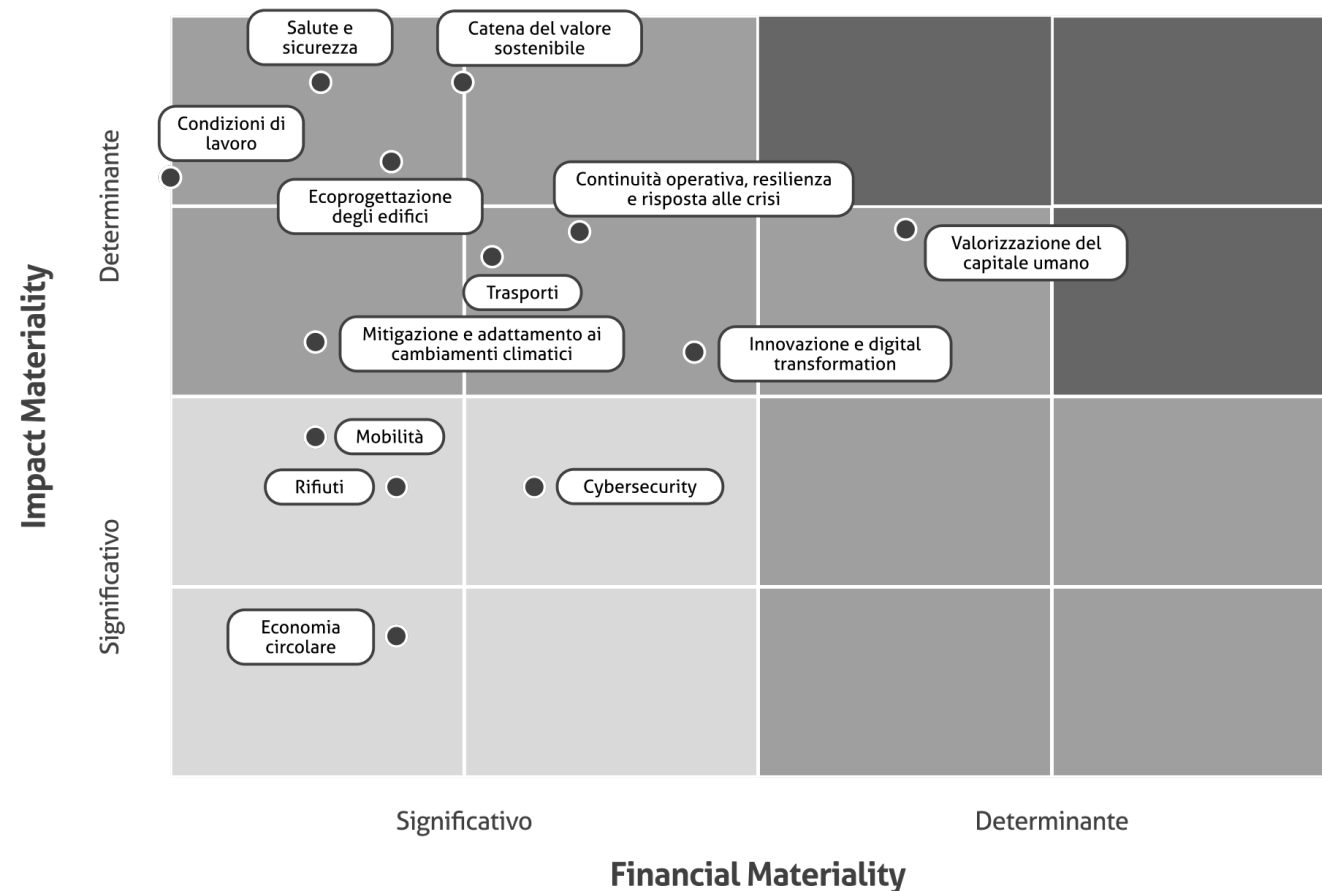 Salute e
sicurezza
Catena del valore
sostenibile
Condizioni di
lavoro
Ecoprogettazione
degli edifici
Continuità operativa, resilienza
e risposta alle crisi
Valorizzazione del
capitale umano
Trasporti
Mitigazione e adattamento ai
cambiamenti climatici
Innovazione e digital
transformation
Mobilità
Rifiuti
Cybersecurity
Economia
circolare
Impact Materiality
Determinante
Significativo
Significativo
Determinante
Financial Materiality